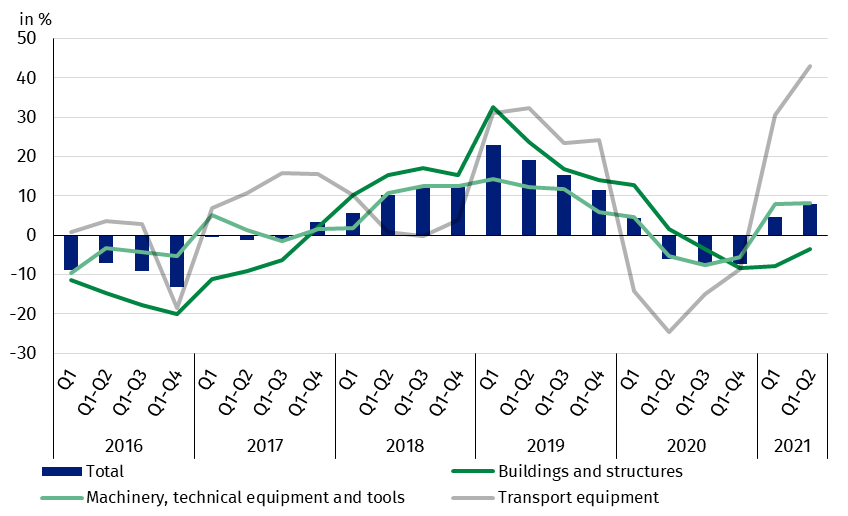 in %
50
40
30
20
10
0
-10
-20
-30
Q1
Q1-Q2
Q1-Q3
Q1-Q4
Q1
Q1-Q2
Q1-Q3
Q1-Q4
Q1
Q1-Q2
Q1-Q3
Q1-Q4
Q1
Q1-Q2
Q1-Q3
Q1-Q4
Q1
Q1-Q2
Q1-Q3
Q1-Q4
Q1
Q1-Q2
2016 2017 2018 2019 2020 2021
Total Buildings and structures
Machinery, technical equipment and tools Transport equipment